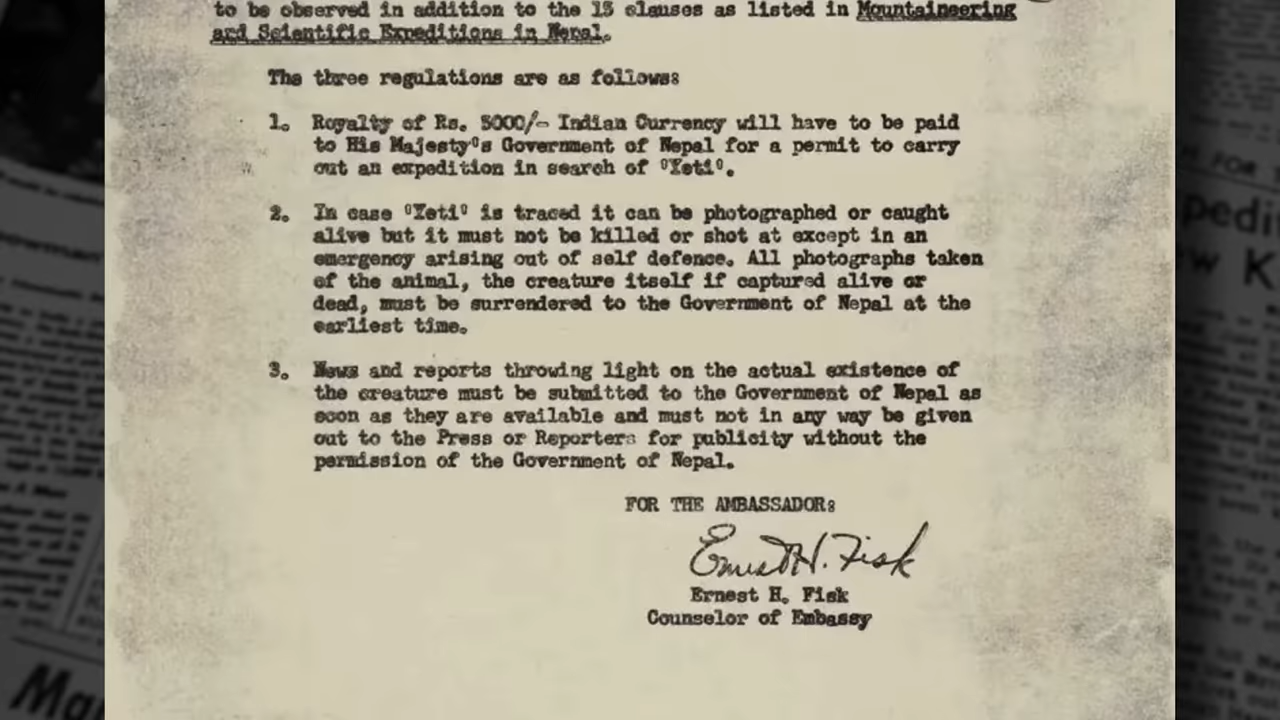 to be observed in addition to the 15 clauses as listed in Mountaineering
and Scientific Expeditions in Nepal.
The three regulations are as follows:
1. Royalty of Rs. 5000/- Indian Currency will have to be paid
to His Majesty's Government of Nepal for a permit to carry
out an expedition in search of 'Yeti'.
2. In case 'Yeti' is traced it can be photographed or caught
alive but it must not be killed or shot at except in an
emergency arising out of self defence. All photographs taken
of the animal, the creature itself if captured alive or
dead, must be surrendered to the Government of Nepal at the
earliest time.
3. News and reports throwing light on the actual existence of
the creature must be submitted to the Government of Nepal as
soon as they are available and must not in any way be given
out to the Press or Reporters for publicity without the
permission of the Government of Nepal.
FOR THE AMBASSADOR:
Ernest H. Fisk
Ernest H. Fisk
Counselor of Embassy